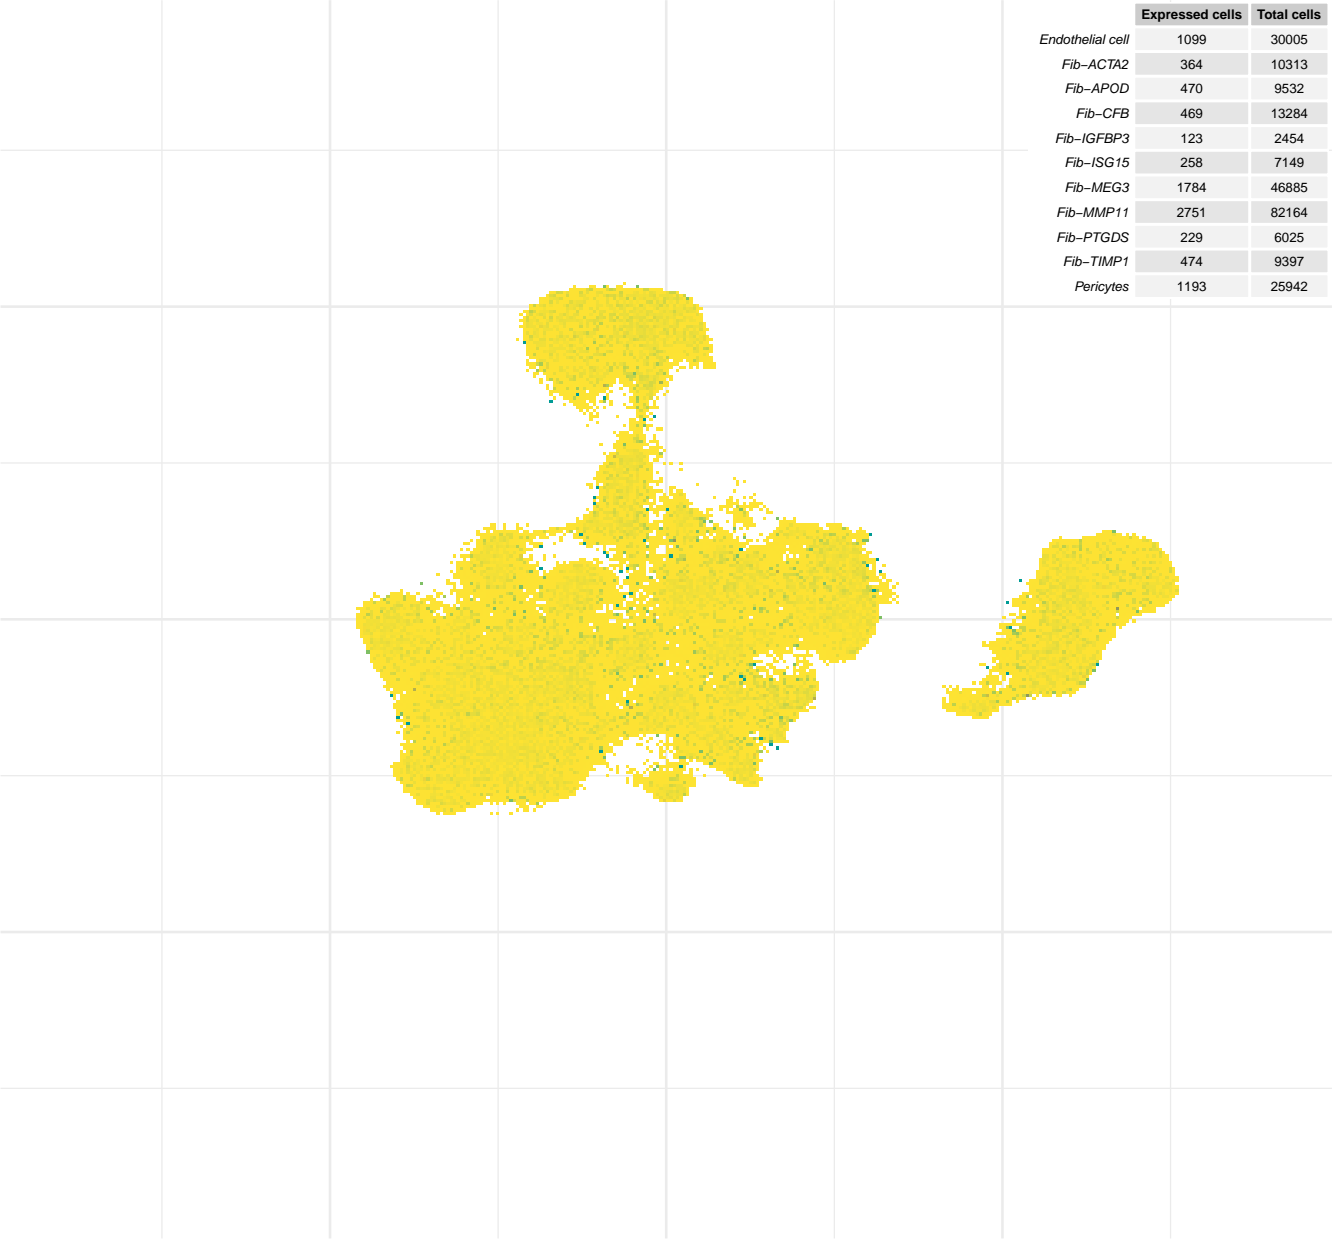 Expressed cells Total cells
Endothelial cell 1099 30005
Fib−ACTA2 364 10313
Fib−APOD 470 9532
Fib−CFB 469 13284
Fib−IGFBP3 123 2454
Fib−ISG15 258 7149
Fib−MEG3 1784 46885
Fib−MMP11 2751 82164
Fib−PTGDS 229 6025
Fib−TIMP1 474 9397
Pericytes 1193 25942